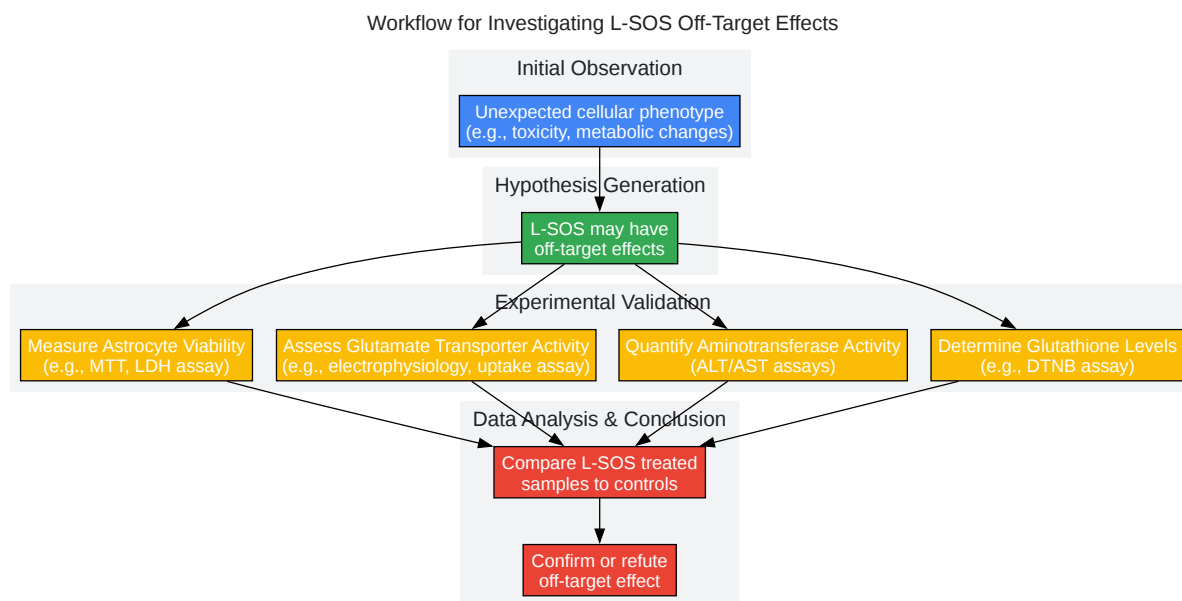 Workflow for Investigating L-SOS Off-Target Effects
Initial Observation
Unexpected cellular phenotype
(e.g., toxicity, metabolic changes)
Hypothesis Generation
L-SOS may have
off-target effects
Experimental Validation
Measure Astrocyte Viability
(e.g., MTT, LDH assay)
Assess Glutamate Transporter Activity
(e.g., electrophysiology, uptake assay)
Quantify Aminotransferase Activity
(ALT/AST assays)
Determine Glutathione Levels
(e.g., DTNB assay)
Data Analysis & Conclusion
Compare L-SOS treated
samples to controls
Confirm or refute
off-target effect